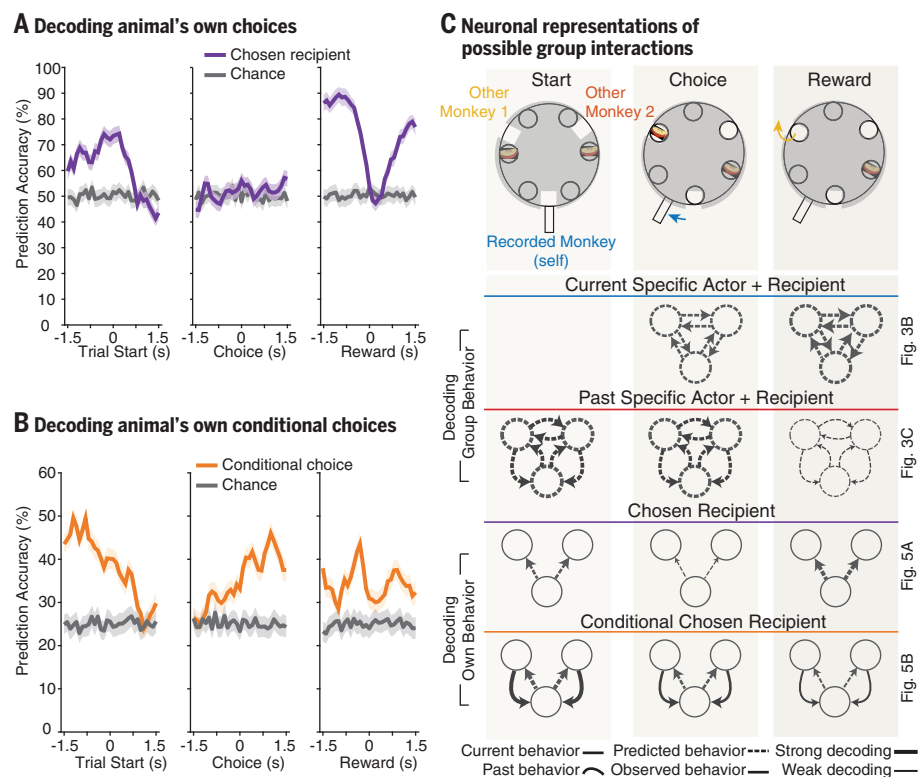 A Decoding animal's own choices
Chosen recipient
Chance
Prediction Accuracy (%)
100
90
80
70
60
50
40
30
20
10
0
-1.5 0 1.5
Trial Start (s)
-1.5 0 1.5
Choice (s)
-1.5 0 1.5
Reward (s)
B Decoding animal's own conditional choices
Conditional choice
Chance
Prediction Accuracy (%)
60
50
40
30
20
10
0
-1.5 0 1.5
Trial Start (s)
-1.5 0 1.5
Choice (s)
-1.5 0 1.5
Reward (s)
C Neuronal representations of
possible group interactions
Start
Choice
Reward
Other
Monkey 1
Other
Monkey 2
Recorded Monkey
(self)
Current Specific Actor + Recipient
Fig. 3B
Decoding
Group Behavior
Past Specific Actor + Recipient
Fig. 3C
Chosen Recipient
Fig. 5A
Decoding
Own Behavior
Conditional Chosen Recipient
Fig. 5B
Current behavior Predicted behavior Strong decoding
Past behavior Observed behavior Weak decoding